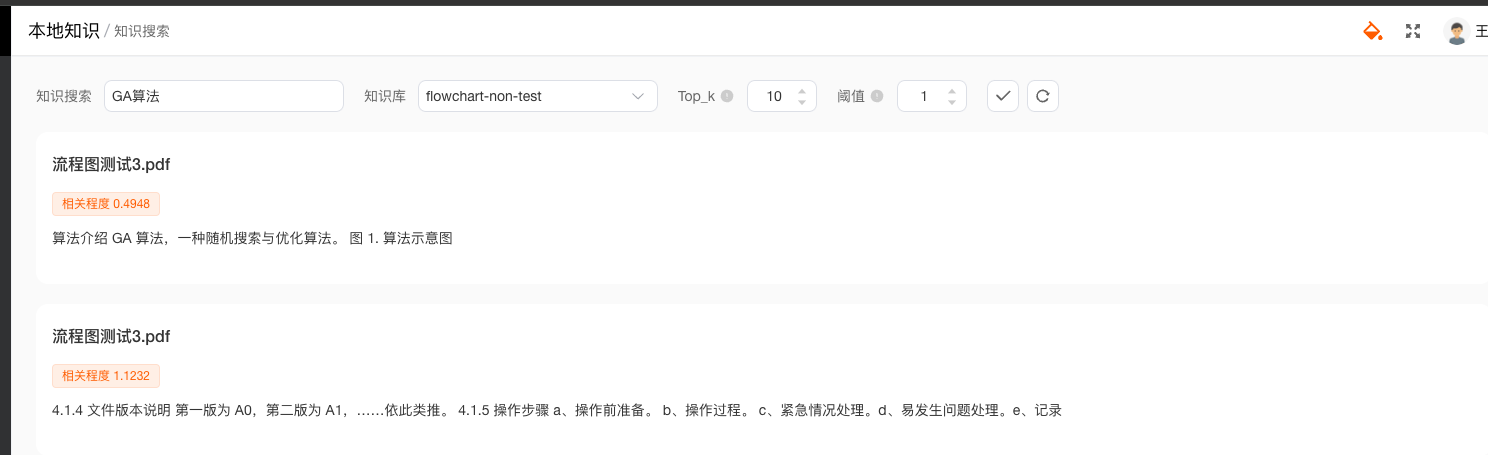 本地知识 / 知识搜索
王
知识搜索 GA算法 知识库 flowchart-non-test Top_k 10 阈值 1
流程图测试3.pdf
相关程度 0.4948
算法介绍 GA 算法，一种随机搜索与优化算法。 图 1. 算法示意图
流程图测试3.pdf
相关程度 1.1232
4.1.4 文件版本说明 第一版为 A0，第二版为 A1，……依此类推。 4.1.5 操作步骤 a、操作前准备。 b、操作过程。 c、紧急情况处理。d、易发生问题处理。e、记录